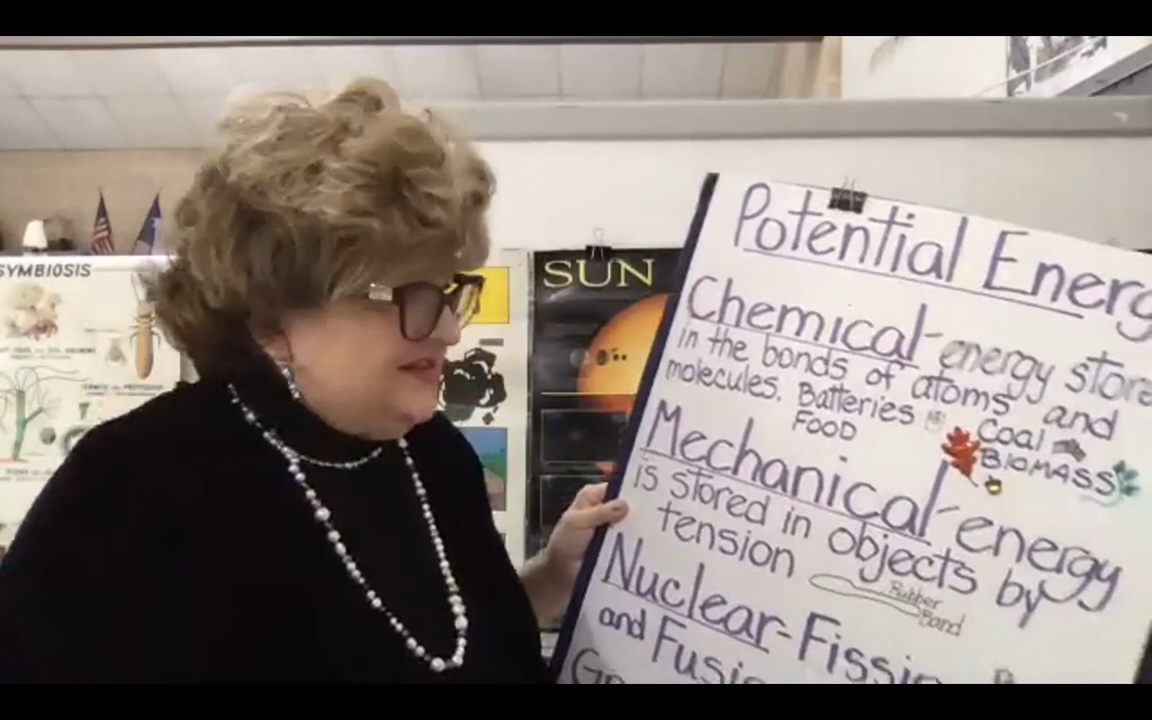 SYMBIOSIS
SUN
Potential Energ
Chemical-energy store
in the bonds of atoms and
molecules. Batteries Coal
Food BIOMASS
Mechanical-energy
is stored in objects by
tension Rubber
Band
Nuclear-Fissi
and Fusi